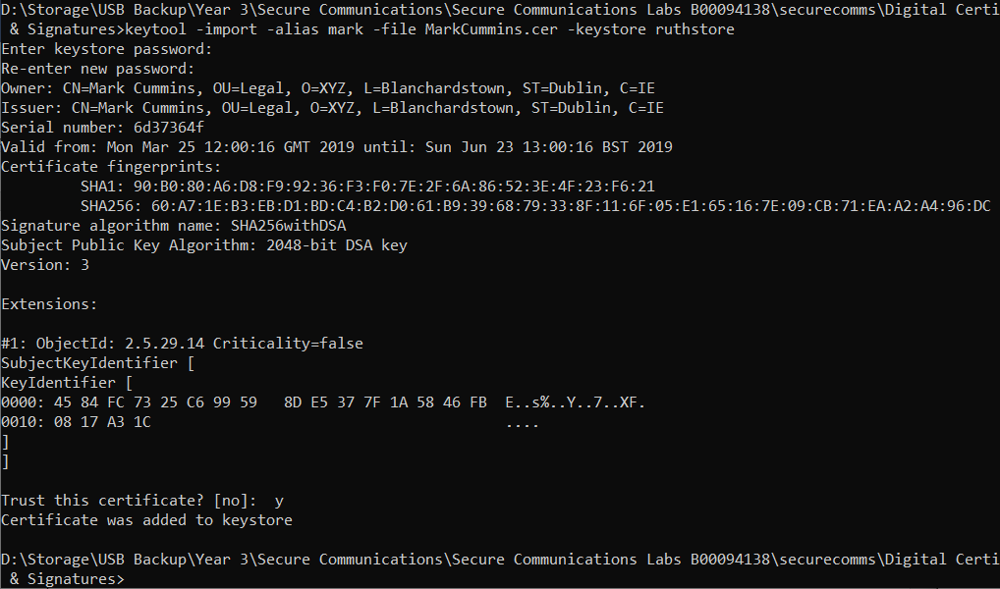 D:\Storage\USB Backup\Year 3\Secure Communications\Secure Communications Labs B00094138\securecomms\Digital Certi
& Signatures>keytool -import -alias mark -file MarkCummins.cer -keystore ruthstore
Enter keystore password:
Re-enter new password:
Owner: CN=Mark Cummins, OU=Legal, O=XYZ, L=Blanchardstown, ST=Dublin, C=IE
Issuer: CN=Mark Cummins, OU=Legal, O=XYZ, L=Blanchardstown, ST=Dublin, C=IE
Serial number: 6d37364f
Valid from: Mon Mar 25 12:00:16 GMT 2019 until: Sun Jun 23 13:00:16 BST 2019
Certificate fingerprints:
SHA1: 90:B0:80:A6:D8:F9:92:36:F3:F0:7E:2F:6A:86:52:3E:4F:23:F6:21
SHA256: 60:A7:1E:B3:EB:D1:BD:C4:B2:D0:61:B9:39:68:79:33:8F:11:6F:05:E1:65:16:7E:09:CB:71:EA:A2:A4:96:DC
Signature algorithm name: SHA256withDSA
Subject Public Key Algorithm: 2048-bit DSA key
Version: 3
Extensions:
#1: ObjectId: 2.5.29.14 Criticality=false
SubjectKeyIdentifier [
KeyIdentifier [
0000: 45 84 FC 73 25 C6 99 59   8D E5 37 7F 1A 58 46 FB  E..s%..Y..7..XF.
0010: 08 17 A3 1C                                        ....
]
]
Trust this certificate? [no]:  y
Certificate was added to keystore
D:\Storage\USB Backup\Year 3\Secure Communications\Secure Communications Labs B00094138\securecomms\Digital Certi
& Signatures>